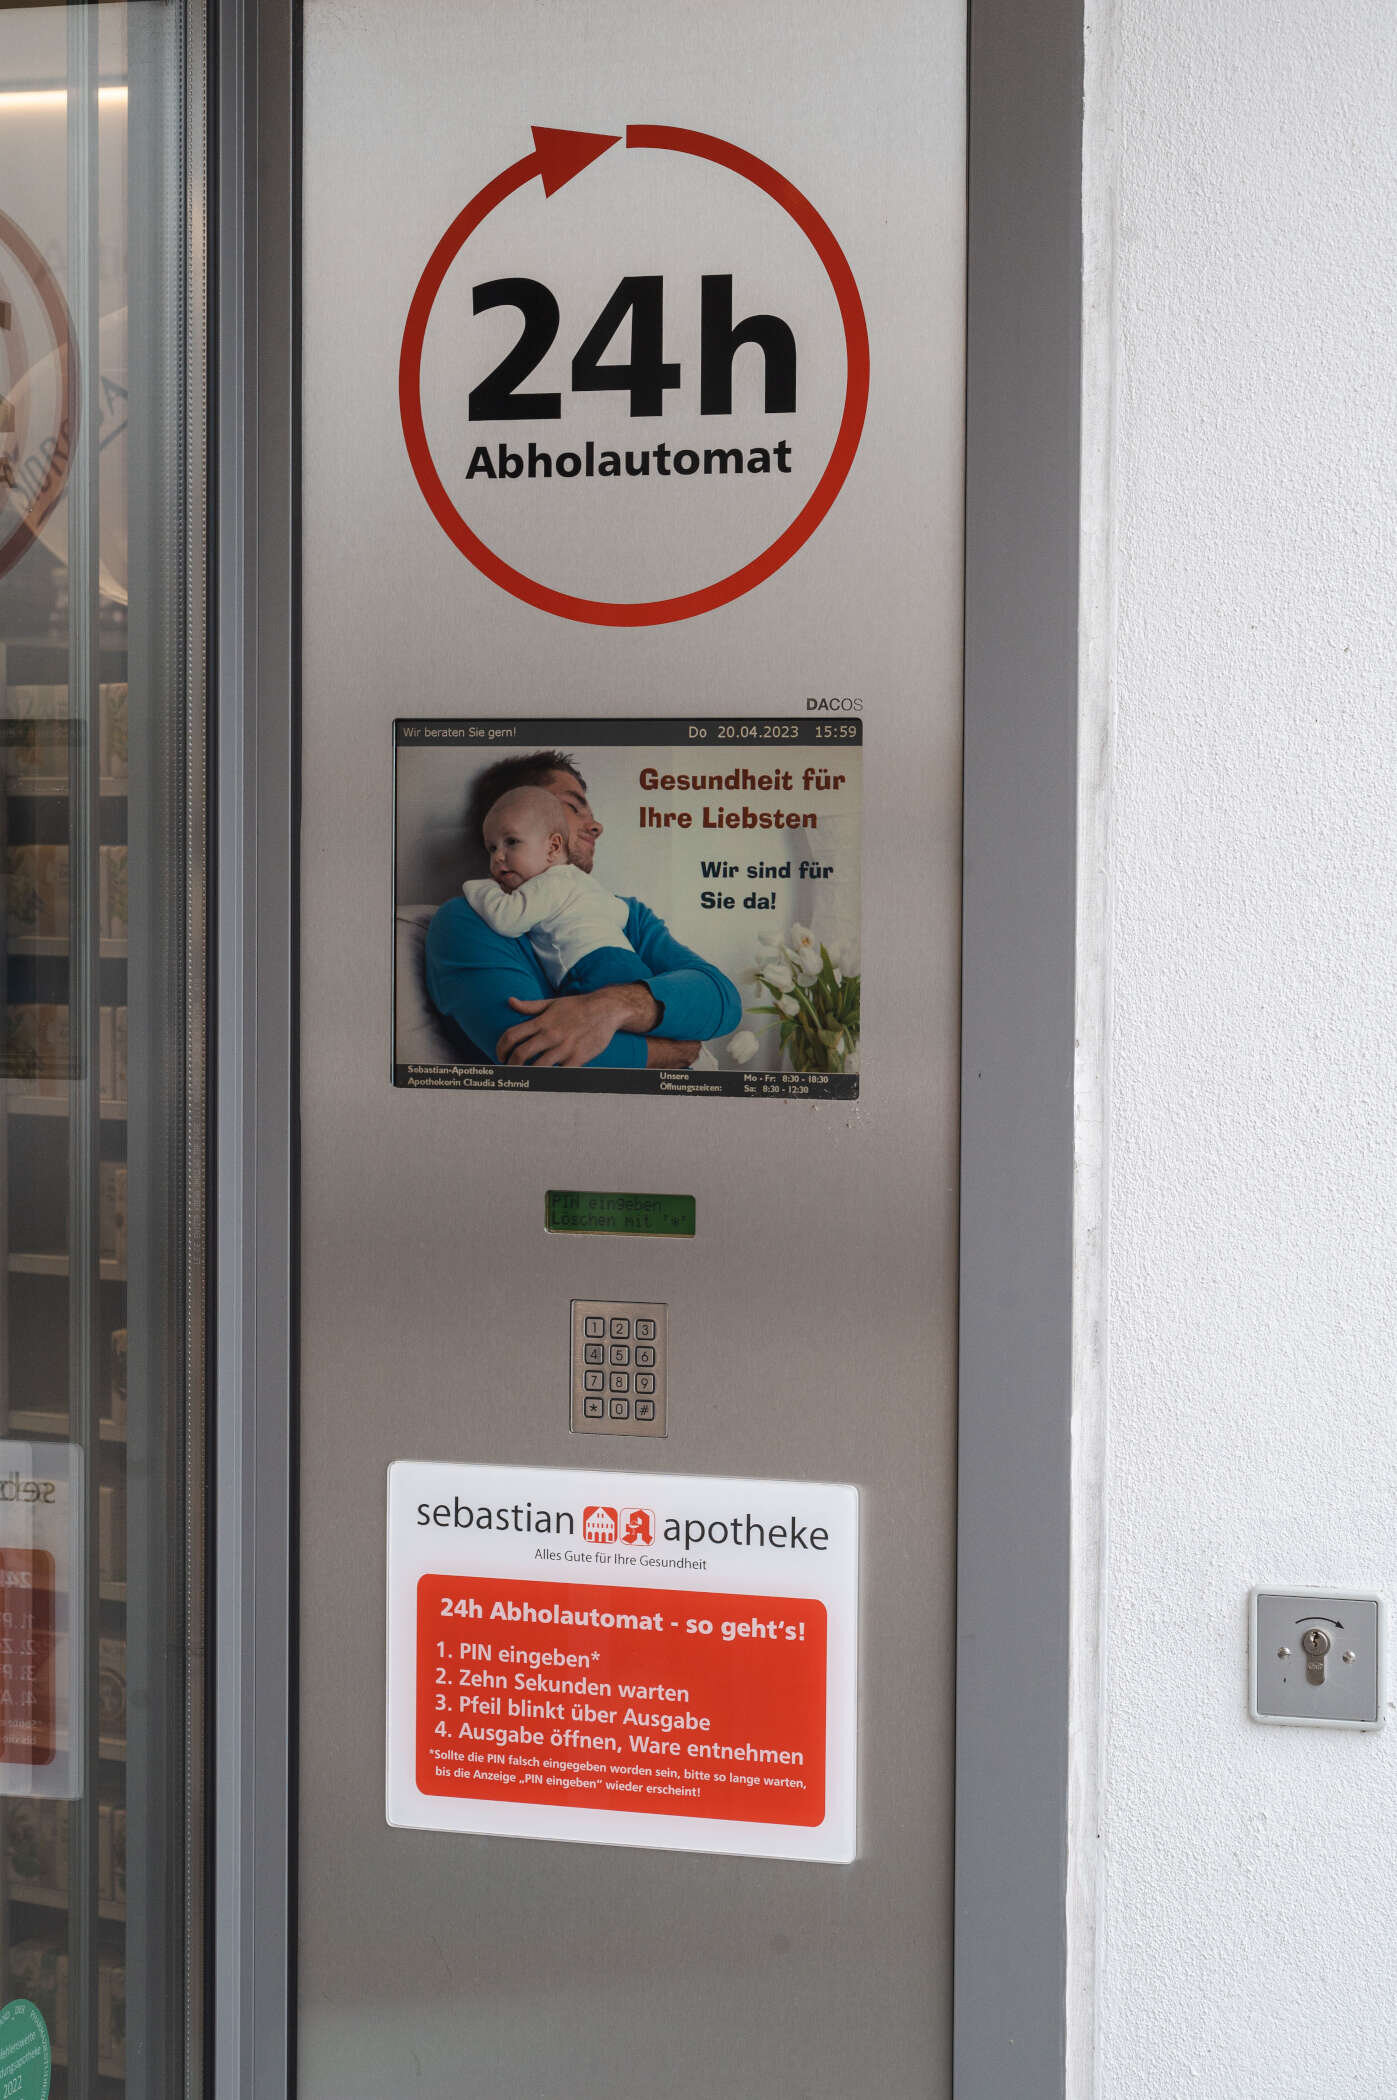 24h
Abholautomat
DACOS
Wir beraten Sie gern!
Do 20.04.2023 15:59
Gesundheit für
Ihre Liebsten
Wir sind für
Sie da!
Sebastian-Apotheke
Apothekerin Claudia Schmid
Unsere
Öffnungszeiten:
Mo - Fr: 8:30 - 18:30
Sa: 8:30 - 12:30
PIN eingeben
Löschen mit '*'
1 2 3
4 5 6
7 8 9
* 0 #
sebastian apotheke
Alles Gute für Ihre Gesundheit
24h Abholautomat - so geht's!
1. PIN eingeben*
2. Zehn Sekunden warten
3. Pfeil blinkt über Ausgabe
4. Ausgabe öffnen, Ware entnehmen
*Sollte die PIN falsch eingegeben worden sein, bitte so lange warten,
bis die Anzeige „PIN eingeben" wieder erscheint!
2022